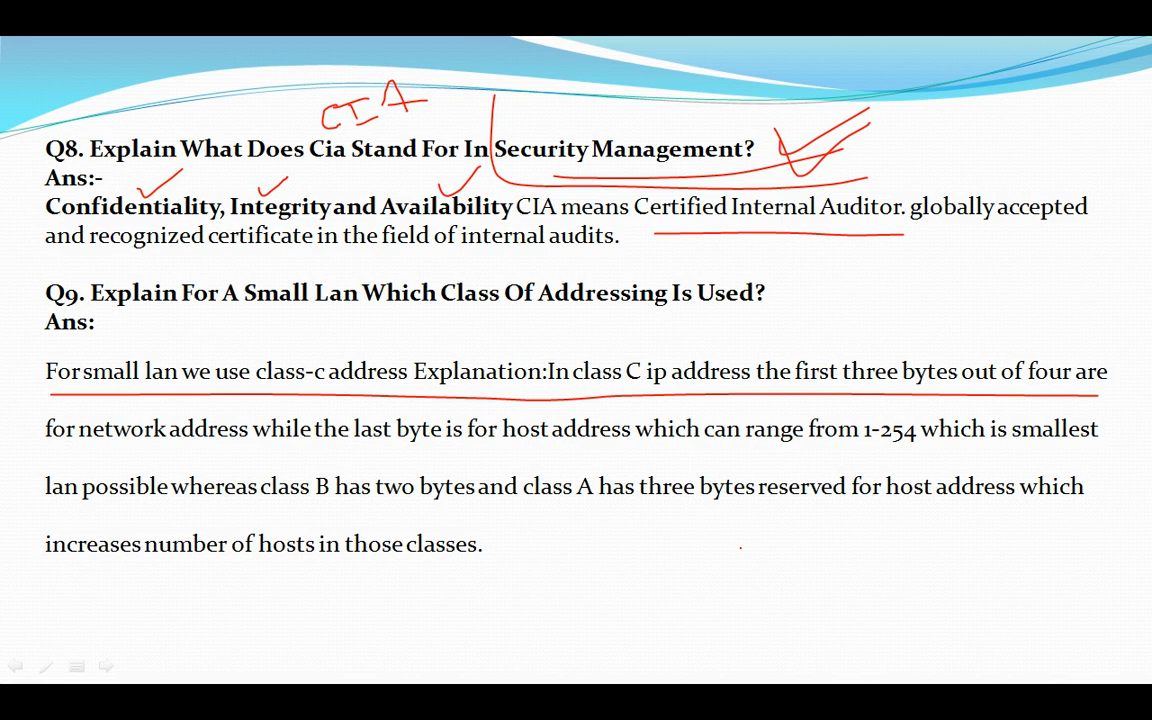 CIA
Q8. Explain What Does Cia Stand For In Security Management?
Ans:-
Confidentiality, Integrity and Availability CIA means Certified Internal Auditor. globally accepted
and recognized certificate in the field of internal audits.
Q9. Explain For A Small Lan Which Class Of Addressing Is Used?
Ans:
For small lan we use class-c address Explanation:In class C ip address the first three bytes out of four are
for network address while the last byte is for host address which can range from 1-254 which is smallest
lan possible whereas class B has two bytes and class A has three bytes reserved for host address which
increases number of hosts in those classes.